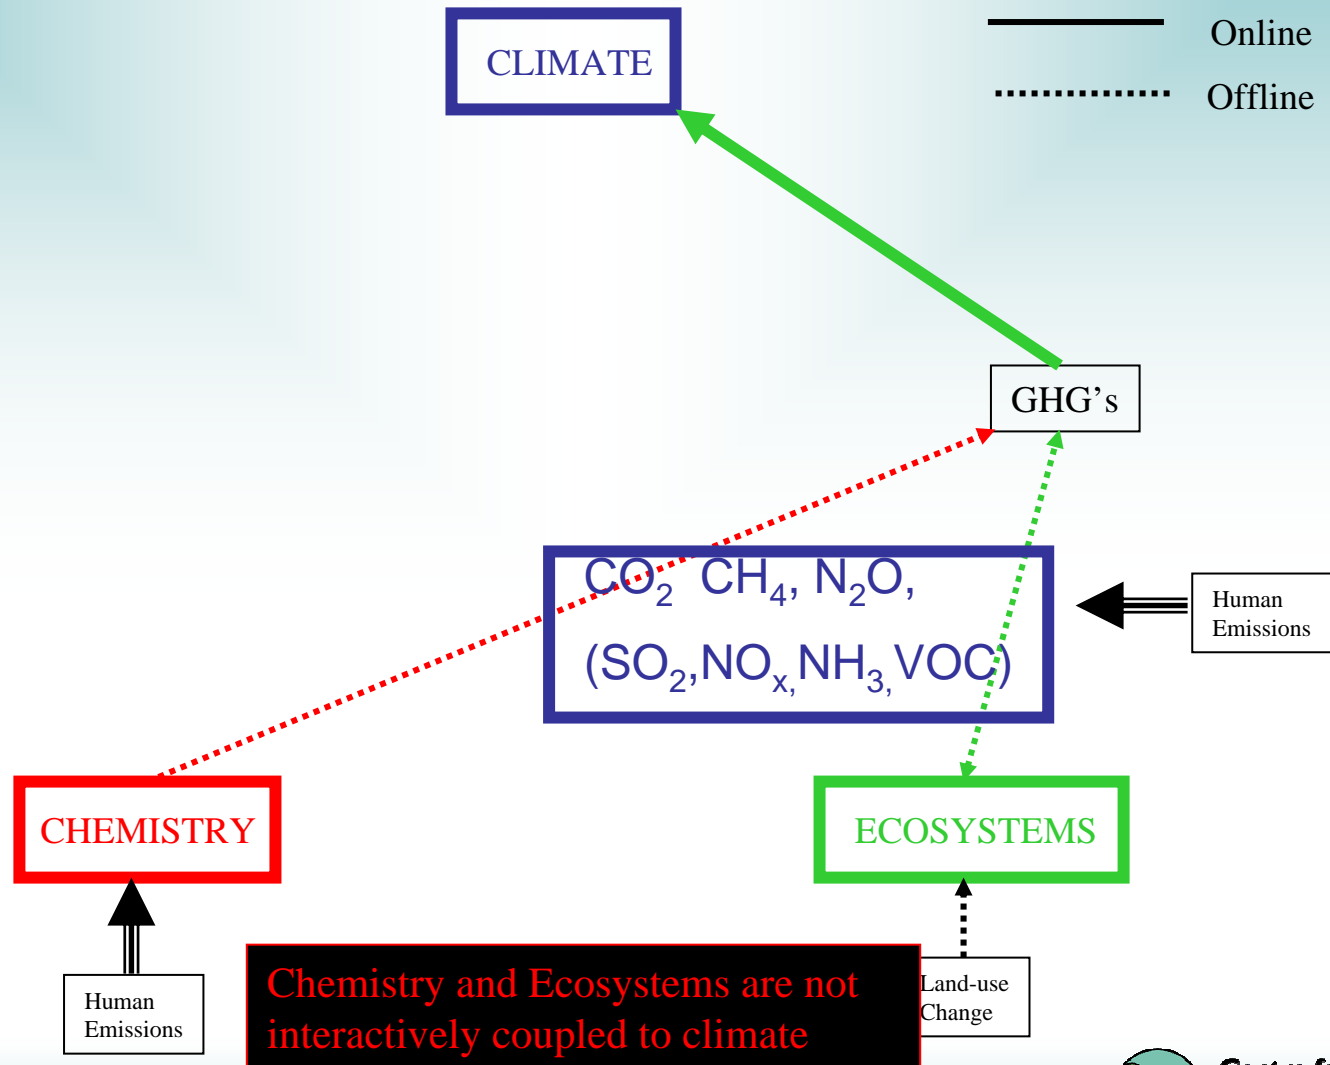 CLIMATE
Online
Offline
GHG's
CO₂ CH₄, N₂O,
(SO₂,NOₓ,NH₃,VOC)
Human
Emissions
CHEMISTRY
ECOSYSTEMS
Human
Emissions
Chemistry and Ecosystems are not
interactively coupled to climate
Land-use
Change